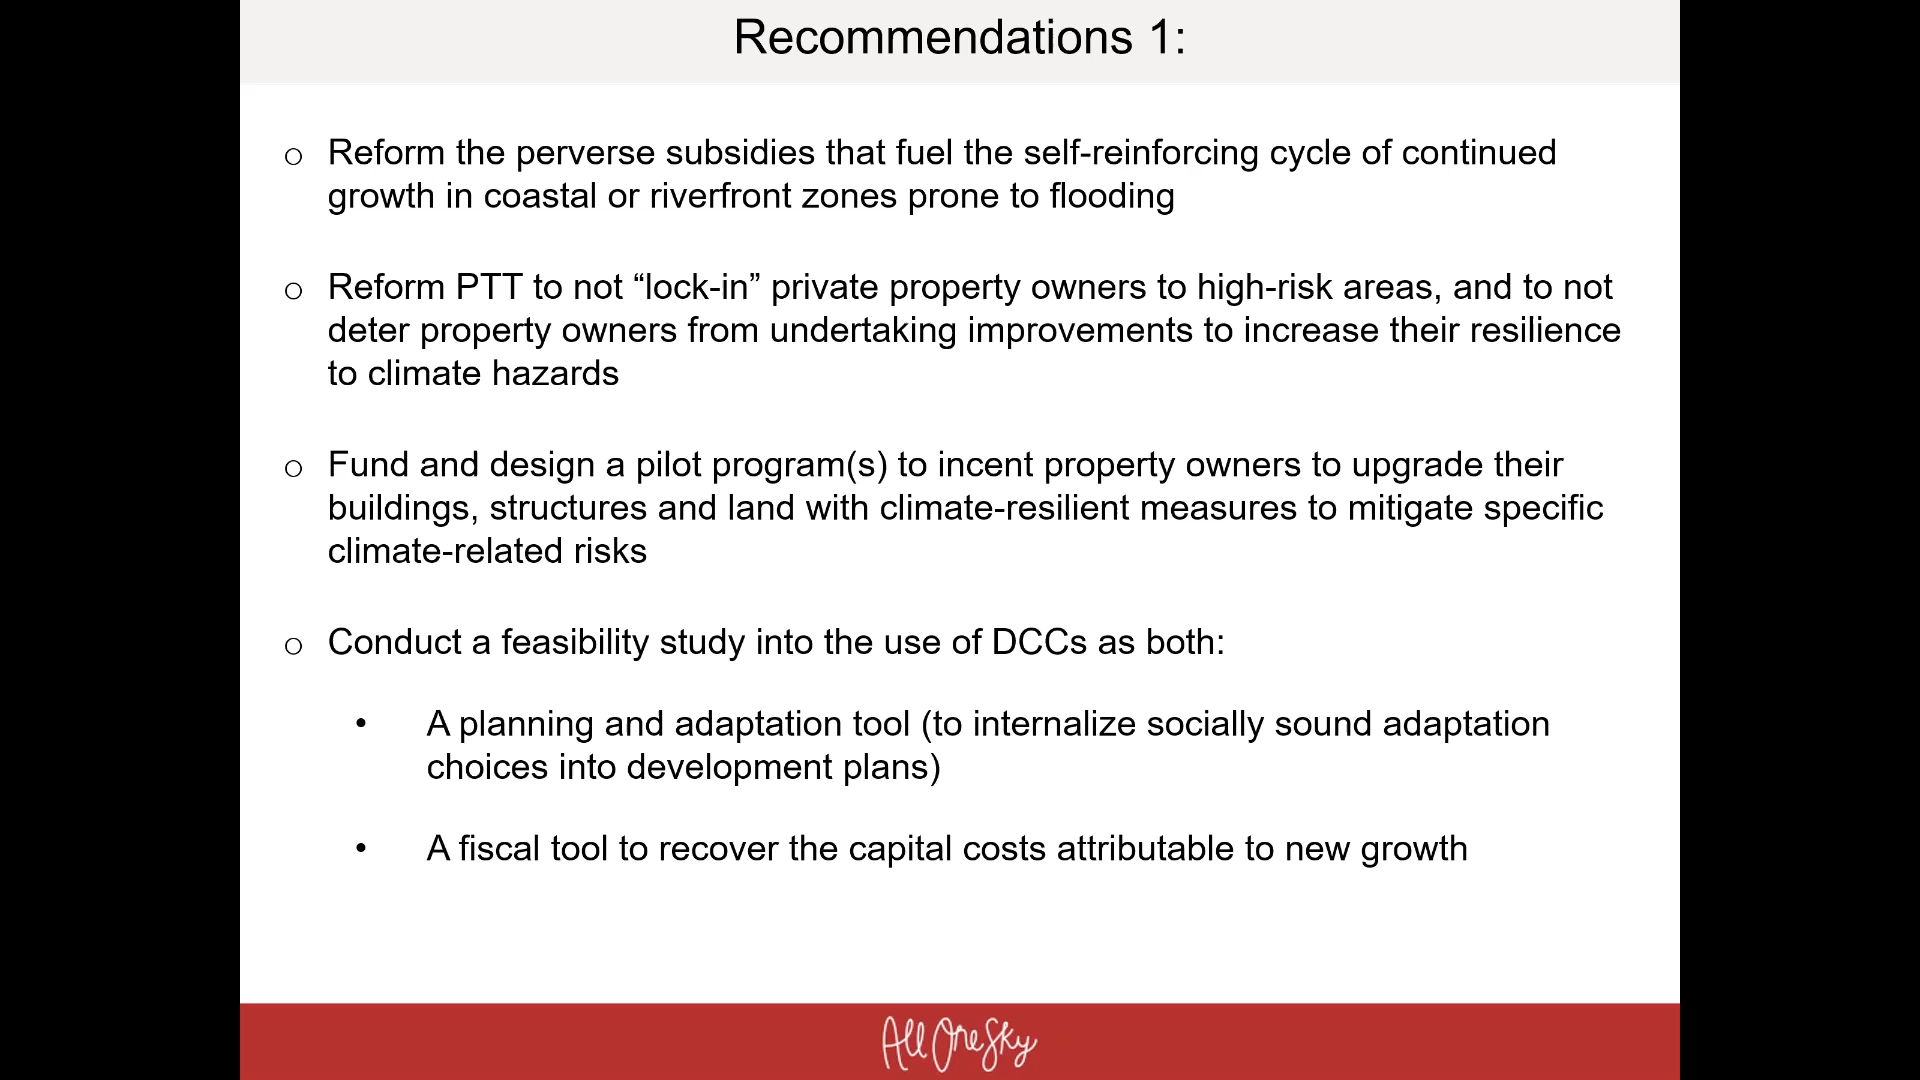 Recommendations 1:
o Reform the perverse subsidies that fuel the self-reinforcing cycle of continued
growth in coastal or riverfront zones prone to flooding
o Reform PTT to not “lock-in” private property owners to high-risk areas, and to not
deter property owners from undertaking improvements to increase their resilience
to climate hazards
o Fund and design a pilot program(s) to incent property owners to upgrade their
buildings, structures and land with climate-resilient measures to mitigate specific
climate-related risks
o Conduct a feasibility study into the use of DCCs as both:
• A planning and adaptation tool (to internalize socially sound adaptation
choices into development plans)
• A fiscal tool to recover the capital costs attributable to new growth
All One Sky